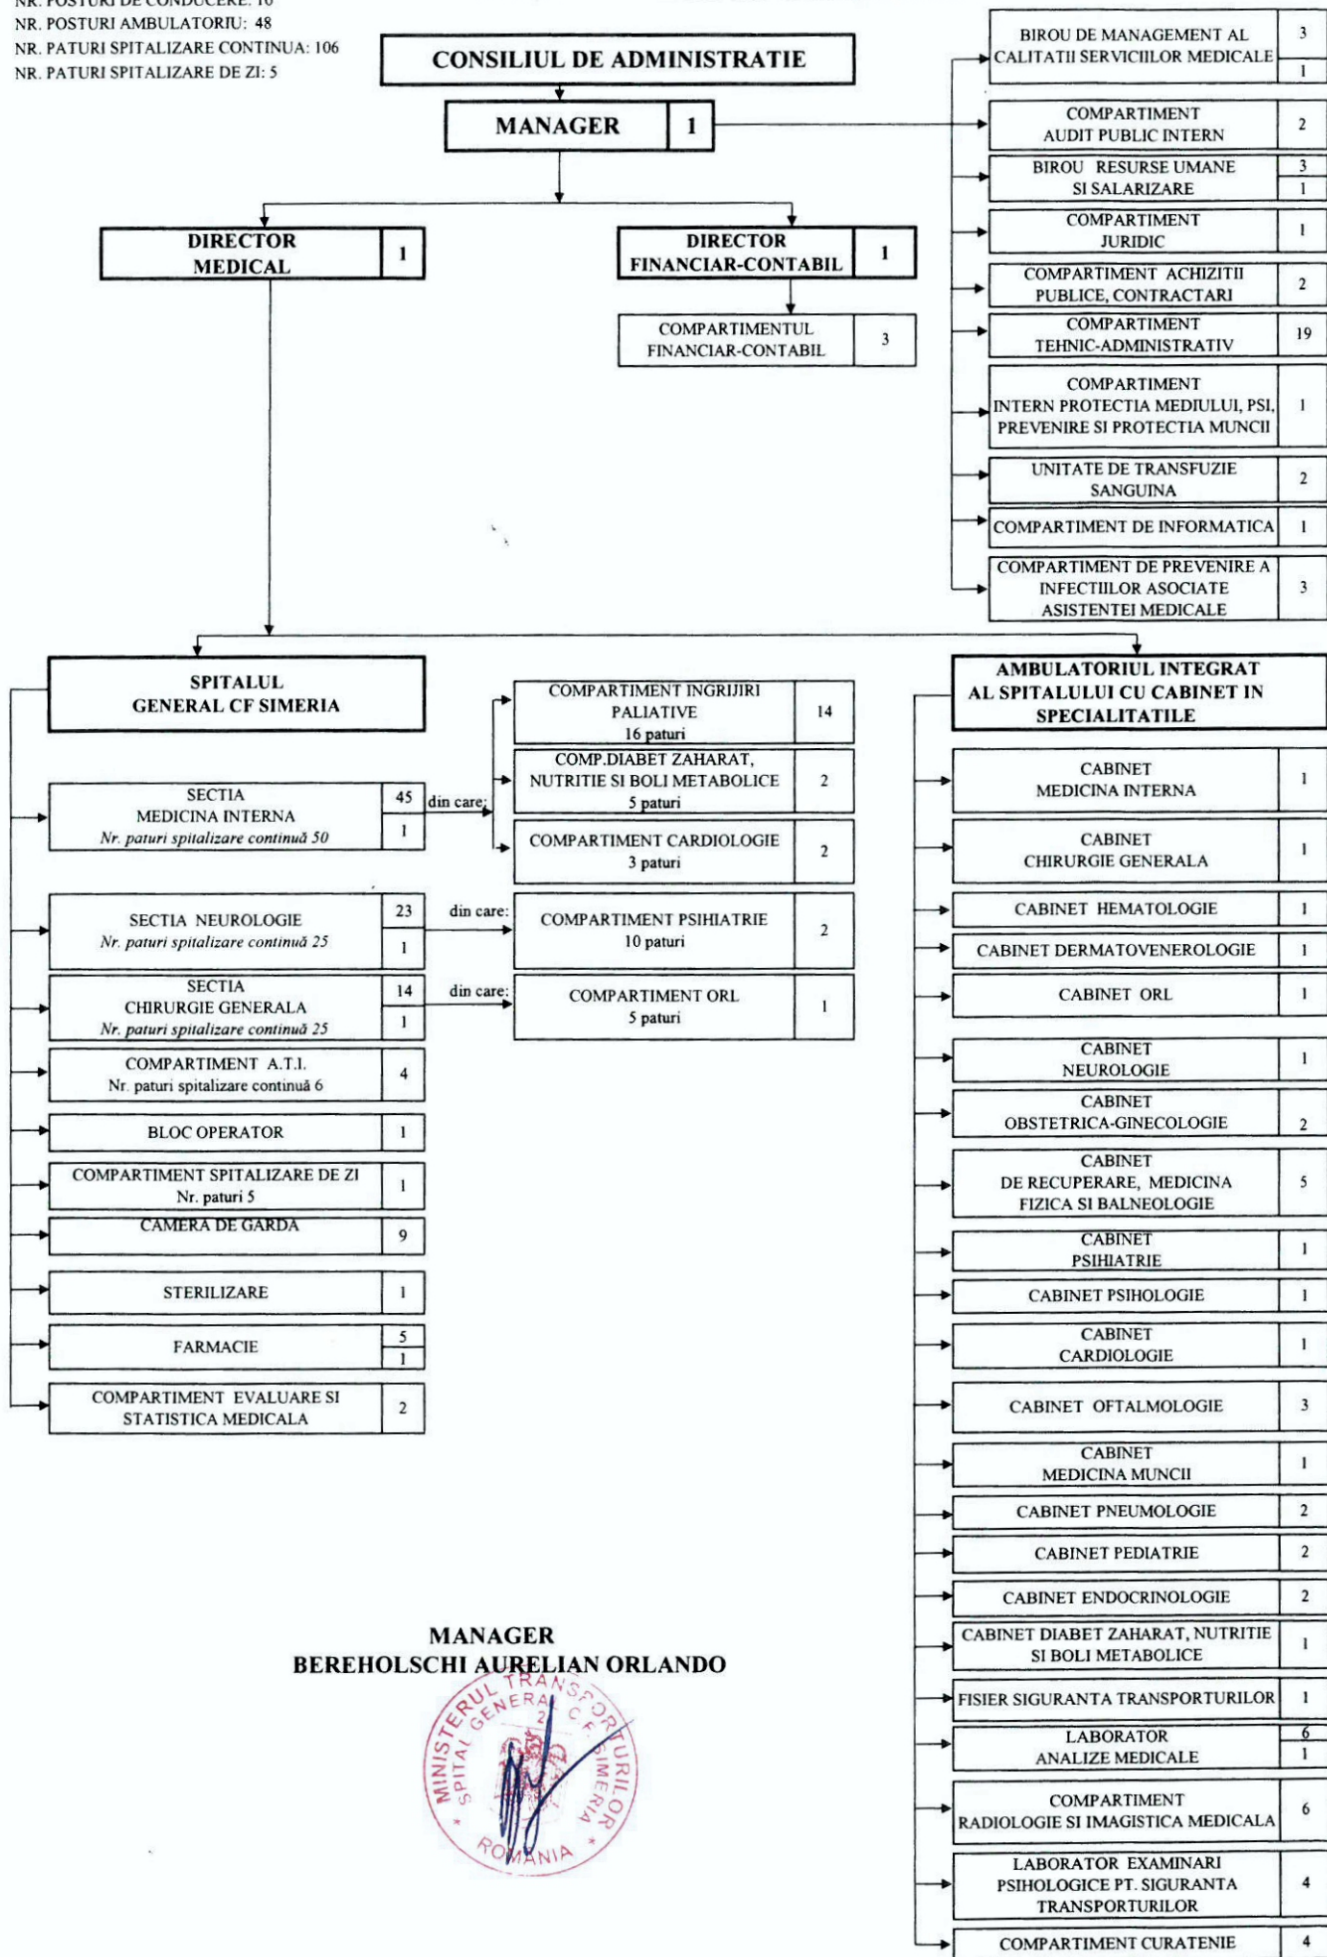 NR. POSTURI DE CONDUCERE: 10
NR. POSTURI AMBULATORIU: 48
NR. PATURI SPITALIZARE CONTINUA: 106
NR. PATURI SPITALIZARE DE ZI: 5
CONSILIUL DE ADMINISTRATIE
MANAGER 1
DIRECTOR
MEDICAL 1
DIRECTOR
FINANCIAR-CONTABIL 1
COMPARTIMENTUL
FINANCIAR-CONTABIL 3
BIROU DE MANAGEMENT AL 3
CALITATII SERVICIILOR MEDICALE 1
COMPARTIMENT
AUDIT PUBLIC INTERN 2
BIROU RESURSE UMANE 3
SI SALARIZARE 1
COMPARTIMENT
JURIDIC 1
COMPARTIMENT ACHIZITII
PUBLICE, CONTRACTARI 2
COMPARTIMENT
TEHNIC-ADMINISTRATIV 19
COMPARTIMENT
INTERN PROTECTIA MEDIULUI, PSI, 1
PREVENIRE SI PROTECTIA MUNCII
UNITATE DE TRANSFUZIE
SANGUINA 2
COMPARTIMENT DE INFORMATICA 1
COMPARTIMENT DE PREVENIRE A
INFECTIILOR ASOCIATE 3
ASISTENTEI MEDICALE
SPITALUL
GENERAL CF SIMERIA
SECTIA 45
MEDICINA INTERNA
Nr. paturi spitalizare continuă 50 1
din care:
COMPARTIMENT INGRIJIRI
PALIATIVE 14
16 paturi
COMP.DIABET ZAHARAT,
NUTRITIE SI BOLI METABOLICE 2
5 paturi
COMPARTIMENT CARDIOLOGIE 2
3 paturi
SECTIA NEUROLOGIE 23
Nr. paturi spitalizare continuă 25 1
din care:
COMPARTIMENT PSIHIATRIE 2
10 paturi
SECTIA 14
CHIRURGIE GENERALA
Nr. paturi spitalizare continuă 25 1
din care:
COMPARTIMENT ORL 1
5 paturi
COMPARTIMENT A.T.I. 4
Nr. paturi spitalizare continuă 6
BLOC OPERATOR 1
COMPARTIMENT SPITALIZARE DE ZI 1
Nr. paturi 5
CAMERA DE GARDA 9
STERILIZARE 1
FARMACIE 5
1
COMPARTIMENT EVALUARE SI
STATISTICA MEDICALA 2
AMBULATORIUL INTEGRAT
AL SPITALULUI CU CABINET IN
SPECIALITATILE
CABINET
MEDICINA INTERNA 1
CABINET
CHIRURGIE GENERALA 1
CABINET HEMATOLOGIE 1
CABINET DERMATOVENEROLOGIE 1
CABINET ORL 1
CABINET
NEUROLOGIE 1
CABINET
OBSTETRICA-GINECOLOGIE 2
CABINET
DE RECUPERARE, MEDICINA 5
FIZICA SI BALNEOLOGIE
CABINET
PSIHIATRIE 1
CABINET PSIHOLOGIE 1
CABINET
CARDIOLOGIE 1
CABINET OFTALMOLOGIE 3
CABINET
MEDICINA MUNCII 1
CABINET PNEUMOLOGIE 2
CABINET PEDIATRIE 2
CABINET ENDOCRINOLOGIE 2
CABINET DIABET ZAHARAT, NUTRITIE
SI BOLI METABOLICE 1
FISIER SIGURANTA TRANSPORTURILOR 1
LABORATOR 6
ANALIZE MEDICALE 1
COMPARTIMENT
RADIOLOGIE SI IMAGISTICA MEDICALA 6
LABORATOR EXAMINARI
PSIHOLOGICE PT. SIGURANTA 4
TRANSPORTURILOR
COMPARTIMENT CURATENIE 4
MANAGER
BEREHOLSCHI AURELIAN ORLANDO
MINISTERUL TRANSPORTURILOR
SPITAL GENERAL C.F. SIMERIA
2
ROMÂNIA